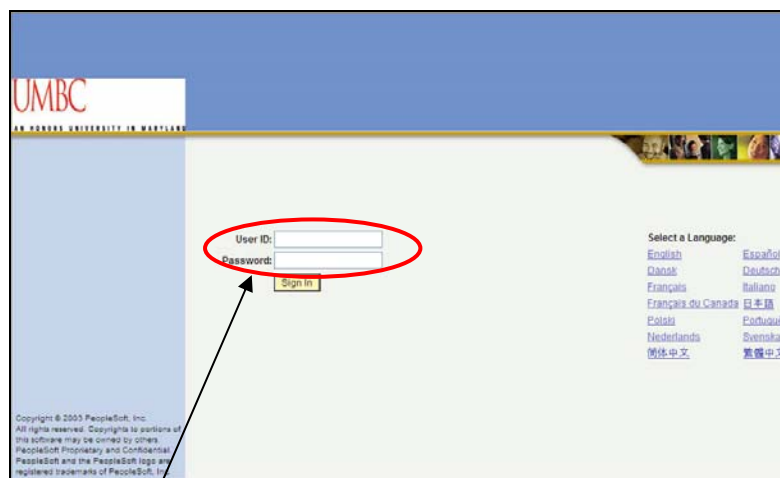 UMBC
AN HONORS UNIVERSITY IN MARYLAND
User ID:
Password:
Sign In
Select a Language:
English Español
Dansk Deutsch
Français Italiano
Français du Canada 日本語
Polski Portugu
Nederlands Svenska
简体中文 繁體中文
Copyright © 2003 PeopleSoft, Inc.
All rights reserved. Copyrights to portions of
this software may be owned by others.
PeopleSoft Proprietary and Confidential.
PeopleSoft and the PeopleSoft logo are
registered trademarks of PeopleSoft, Inc.